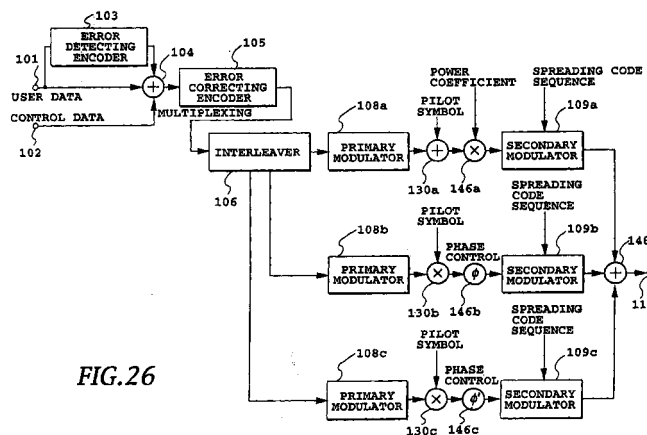 103
ERROR
DETECTING
ENCODER
104
105
101
ERROR
CORRECTING
ENCODER
USER DATA
MULTIPLEXING
CONTROL DATA
102
POWER
COEFFICIENT
SPREADING CODE
SEQUENCE
PILOT
SYMBOL
108a
109a
INTERLEAVER
106
PRIMARY
MODULATOR
+
130a
×
146a
SECONDARY
MODULATOR
PILOT
SYMBOL
SPREADING
CODE
SEQUENCE
108b
109b
PHASE
CONTROL
146
PRIMARY
MODULATOR
×
130b
ϕ
146b
SECONDARY
MODULATOR
+
11
PILOT
SYMBOL
SPREADING
CODE
SEQUENCE
108c
109c
PHASE
CONTROL
PRIMARY
MODULATOR
×
130c
ϕ'
146c
SECONDARY
MODULATOR
FIG.26